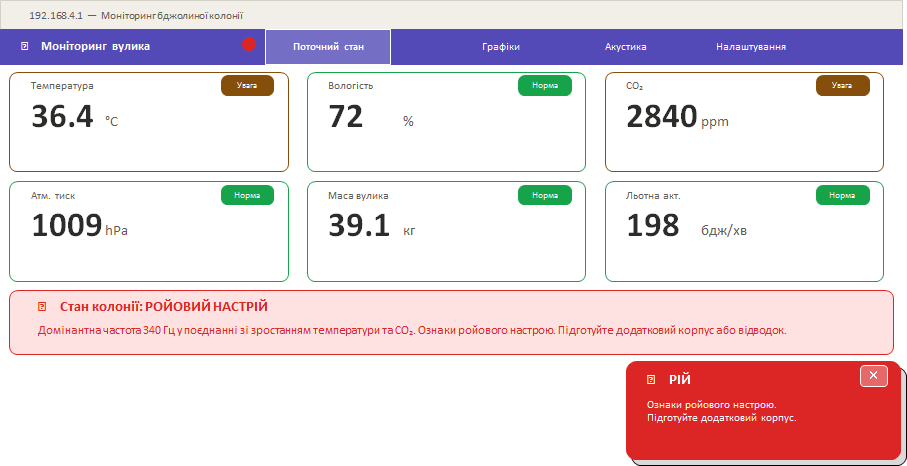 192.168.4.1 — Моніторинг бджолиної колонії
Моніторинг вулика
Поточний стан
Графіки
Акустика
Налаштування
Температура
Увага
36.4 °C
Вологість
Норма
72 %
CO₂
Увага
2840 ppm
Атм. тиск
Норма
1009 hPa
Маса вулика
Норма
39.1 кг
Льотна акт.
Норма
198 бдж/хв
Стан колонії: РОЙОВИЙ НАСТРІЙ
Домінантна частота 340 Гц у поєднанні зі зростанням температури та CO₂. Ознаки ройового настрою. Підготуйте додатковий корпус або відводок.
РІЙ
✕
Ознаки ройового настрою.
Підготуйте додатковий корпус.